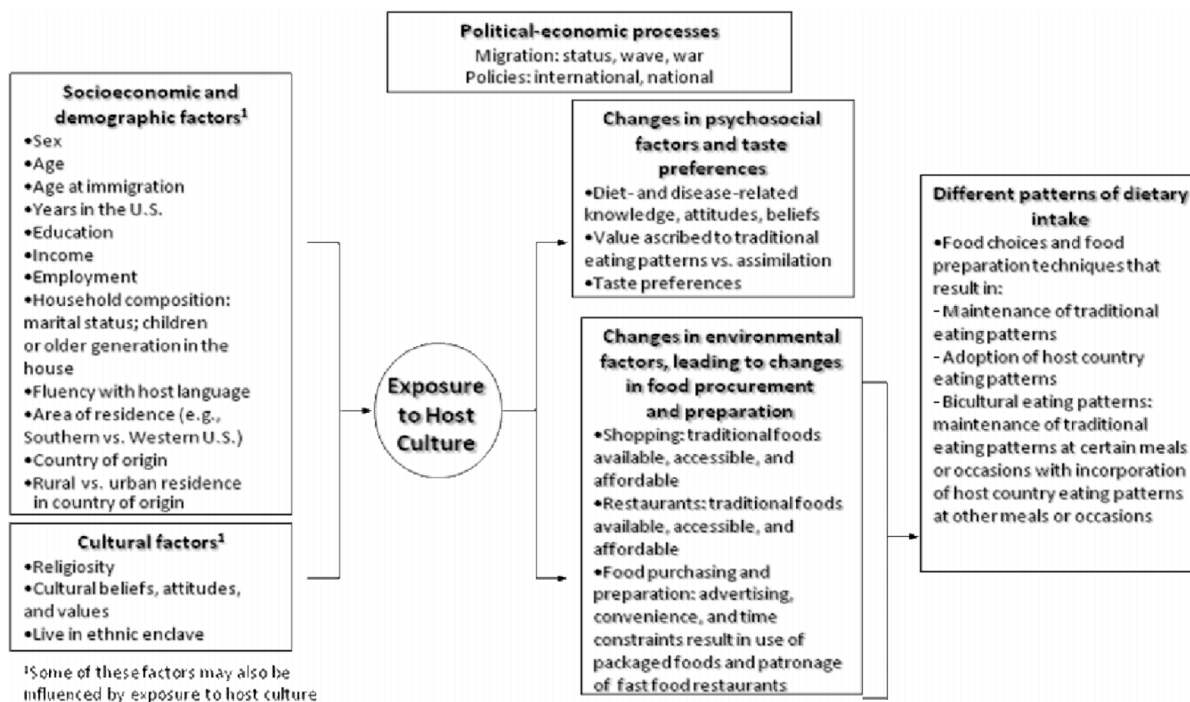 Political-economic processes
Migration: status, wave, war
Policies: international, national
Socioeconomic and
demographic factors¹
•Sex
•Age
•Age at immigration
•Years in the U.S.
•Education
•Income
•Employment
•Household composition:
marital status; children
or older generation in the
house
•Fluency with host language
•Area of residence (e.g.,
Southern vs. Western U.S.)
•Country of origin
•Rural vs. urban residence
in country of origin
Cultural factors¹
•Religiosity
•Cultural beliefs, attitudes,
and values
•Live in ethnic enclave
¹Some of these factors may also be
influenced by exposure to host culture
Exposure
to Host
Culture
Changes in psychosocial
factors and taste
preferences
•Diet- and disease-related
knowledge, attitudes, beliefs
•Value ascribed to traditional
eating patterns vs. assimilation
•Taste preferences
Changes in environmental
factors, leading to changes
in food procurement
and preparation
•Shopping: traditional foods
available, accessible, and
affordable
•Restaurants: traditional foods
available, accessible, and
affordable
•Food purchasing and
preparation: advertising,
convenience, and time
constraints result in use of
packaged foods and patronage
of fast food restaurants
Different patterns of dietary
intake
•Food choices and food
preparation techniques that
result in:
-Maintenance of traditional
eating patterns
-Adoption of host country
eating patterns
-Bicultural eating patterns:
maintenance of traditional
eating patterns at certain meals
or occasions with incorporation
of host country eating patterns
at other meals or occasions